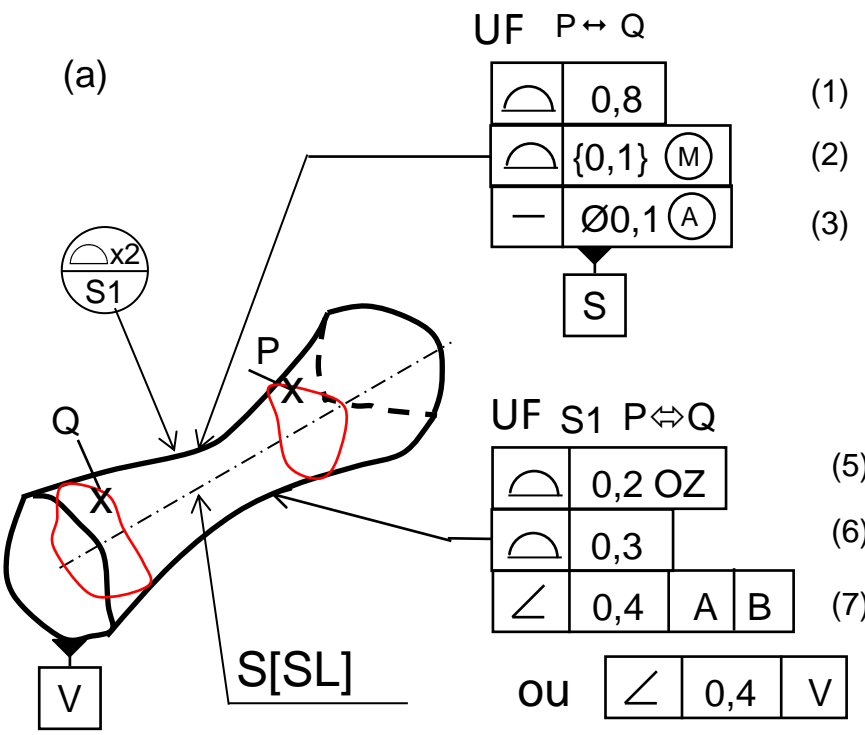 UF P ↔ Q
(a)
⌓ 0,8 (1)
⌓ {0,1} Ⓜ (2)
— Ø0,1 Ⓐ (3)
S
⌓x2
S1
P
Q
UF S1 P ⇔ Q
⌓ 0,2 OZ (5)
⌓ 0,3 (6)
∠ 0,4 A B (7)
S[SL]
V
ou ∠ 0,4 V